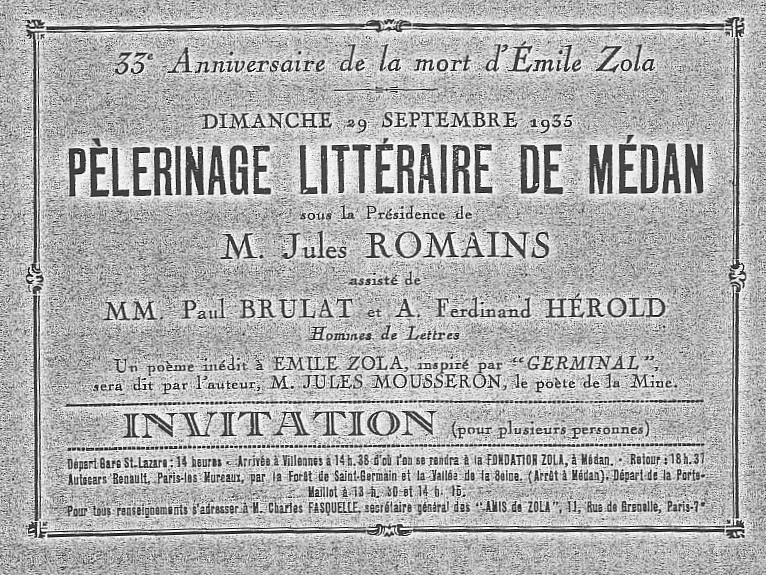 33e Anniversaire de la mort d'Émile Zola
DIMANCHE 29 SEPTEMBRE 1935
PÈLERINAGE LITTÉRAIRE DE MÉDAN
sous la Présidence de
M. Jules ROMAINS
assisté de
MM. Paul BRULAT et A. Ferdinand HÉROLD
Hommes de Lettres
Un poème inédit à EMILE ZOLA, inspiré par "GERMINAL",
sera dit par l'auteur, M. JULES MOUSSERON, le poète de la Mine.
INVITATION (pour plusieurs personnes)
Départ Gare St-Lazare : 14 heures - Arrivée à Villennes à 14 h. 38 d'où l'on se rendra à la FONDATION ZOLA, à Médan. - Retour : 18 h. 37
Autocars Renault, Paris-les Mureaux, par la Forêt de Saint-Germain et la Vallée de la Seine. (Arrêt à Médan). Départ de la Porte-
Maillot à 13 h. 30 et 14 h. 15.
Pour tous renseignements s'adresser à M. Charles FASQUELLE, secrétaire général des "AMIS de ZOLA", 11, Rue de Grenelle, Paris-7e